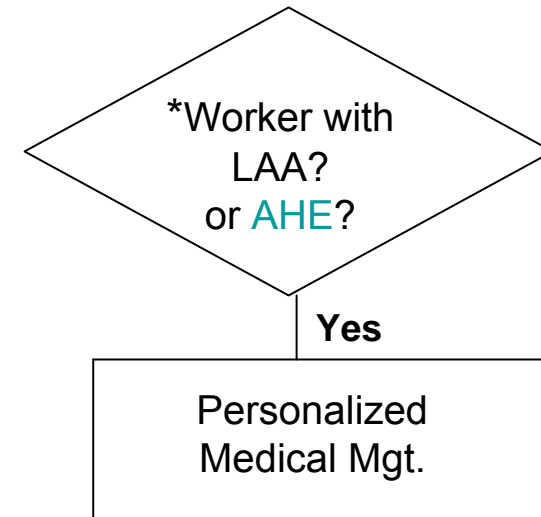 *Worker with
LAA?
or AHE?
Yes
Personalized
Medical Mgt.